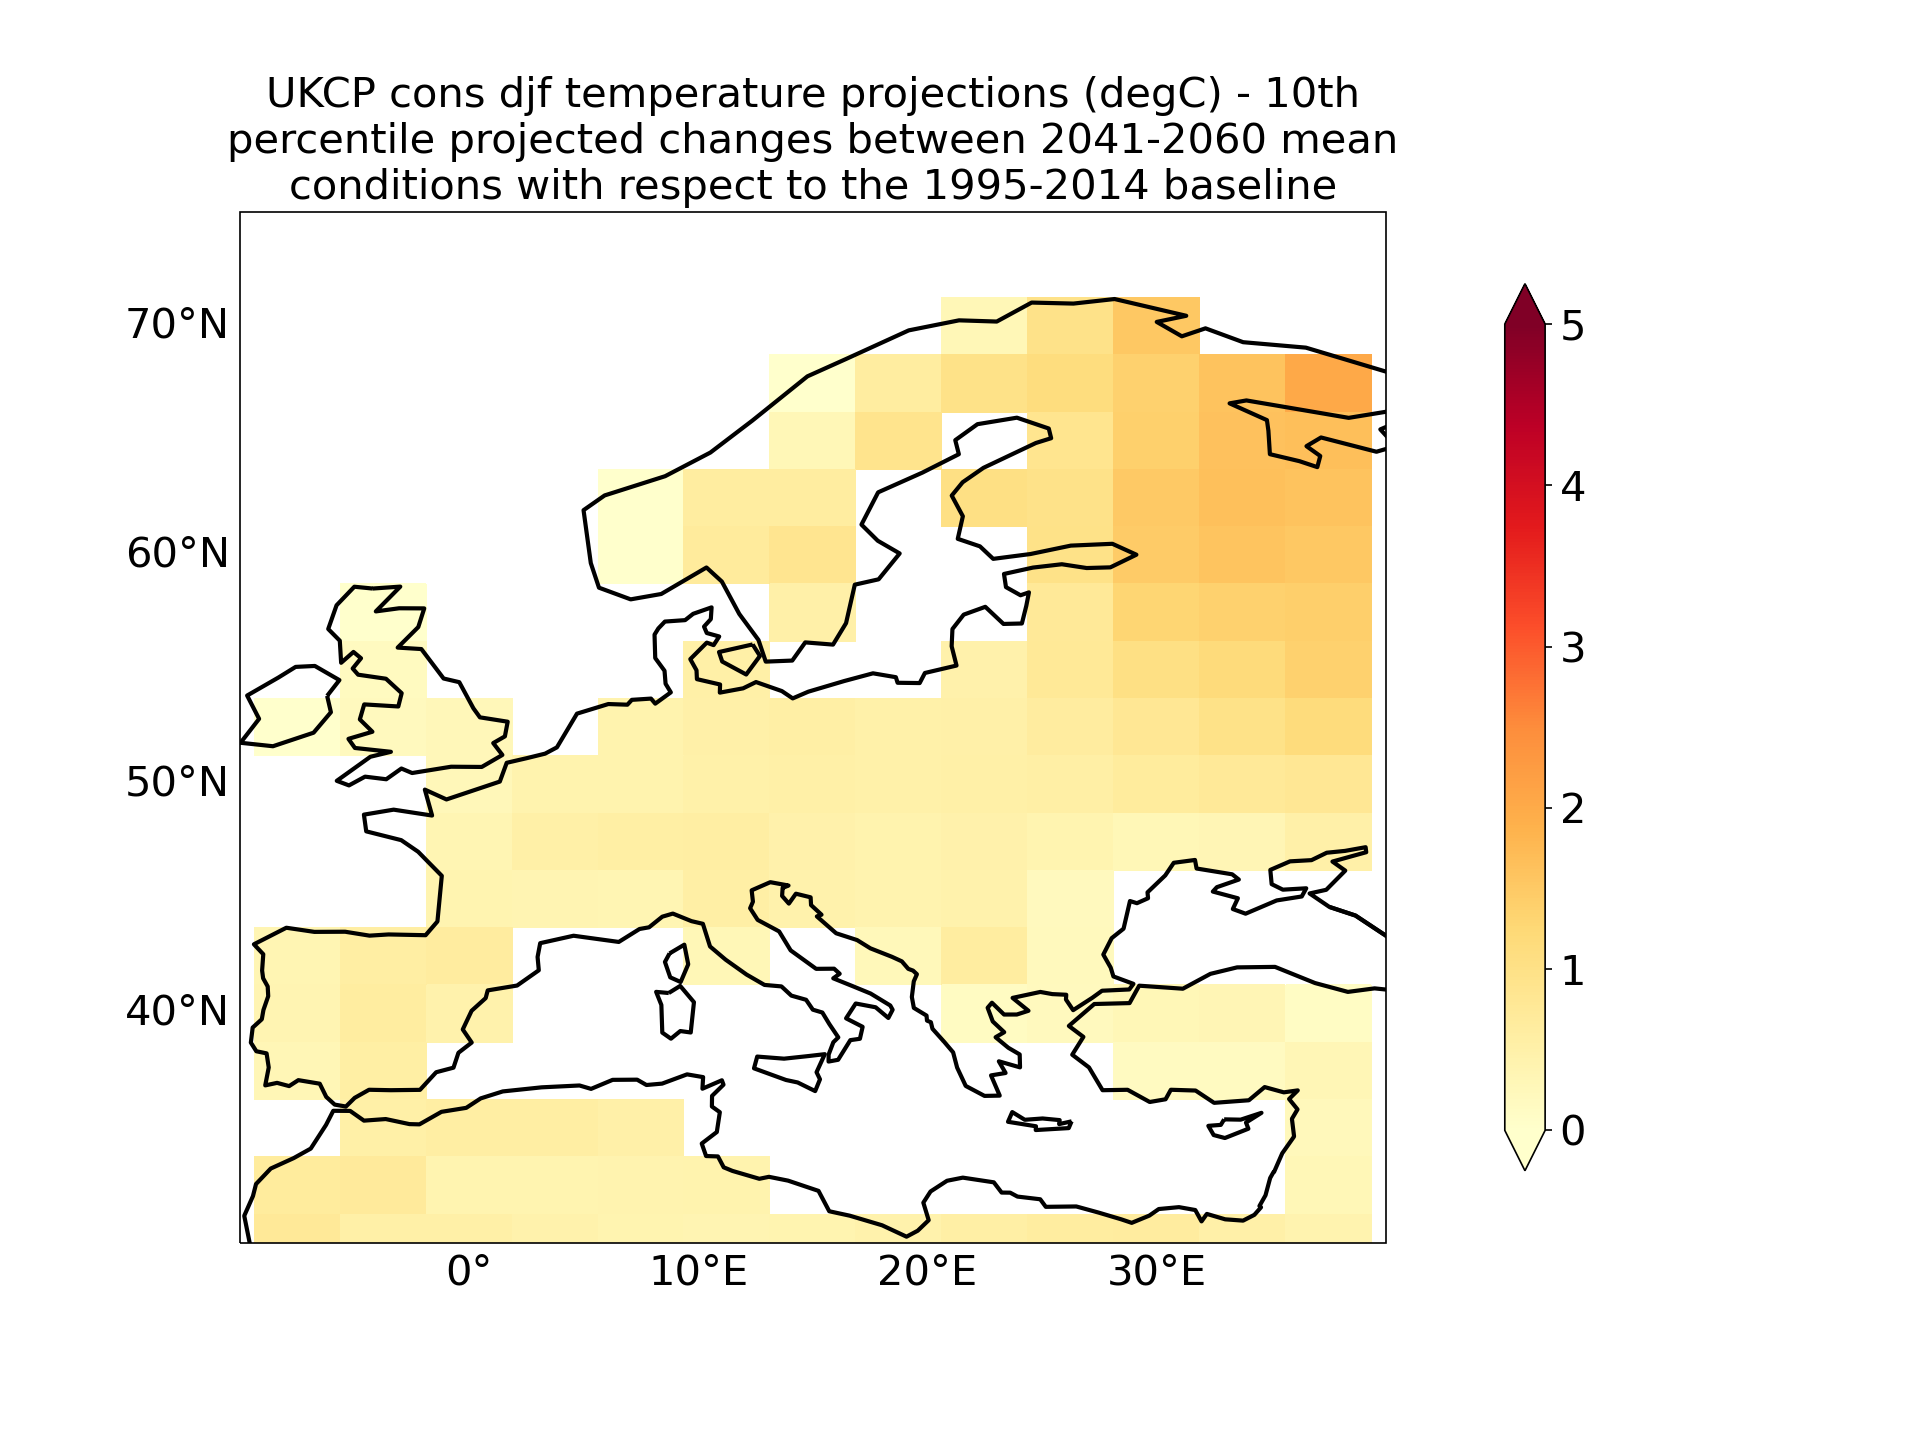 UKCP cons djf temperature projections (degC) - 10th
percentile projected changes between 2041-2060 mean
conditions with respect to the 1995-2014 baseline
70°N
60°N
50°N
40°N
0°
10°E
20°E
30°E
5
4
3
2
1
0